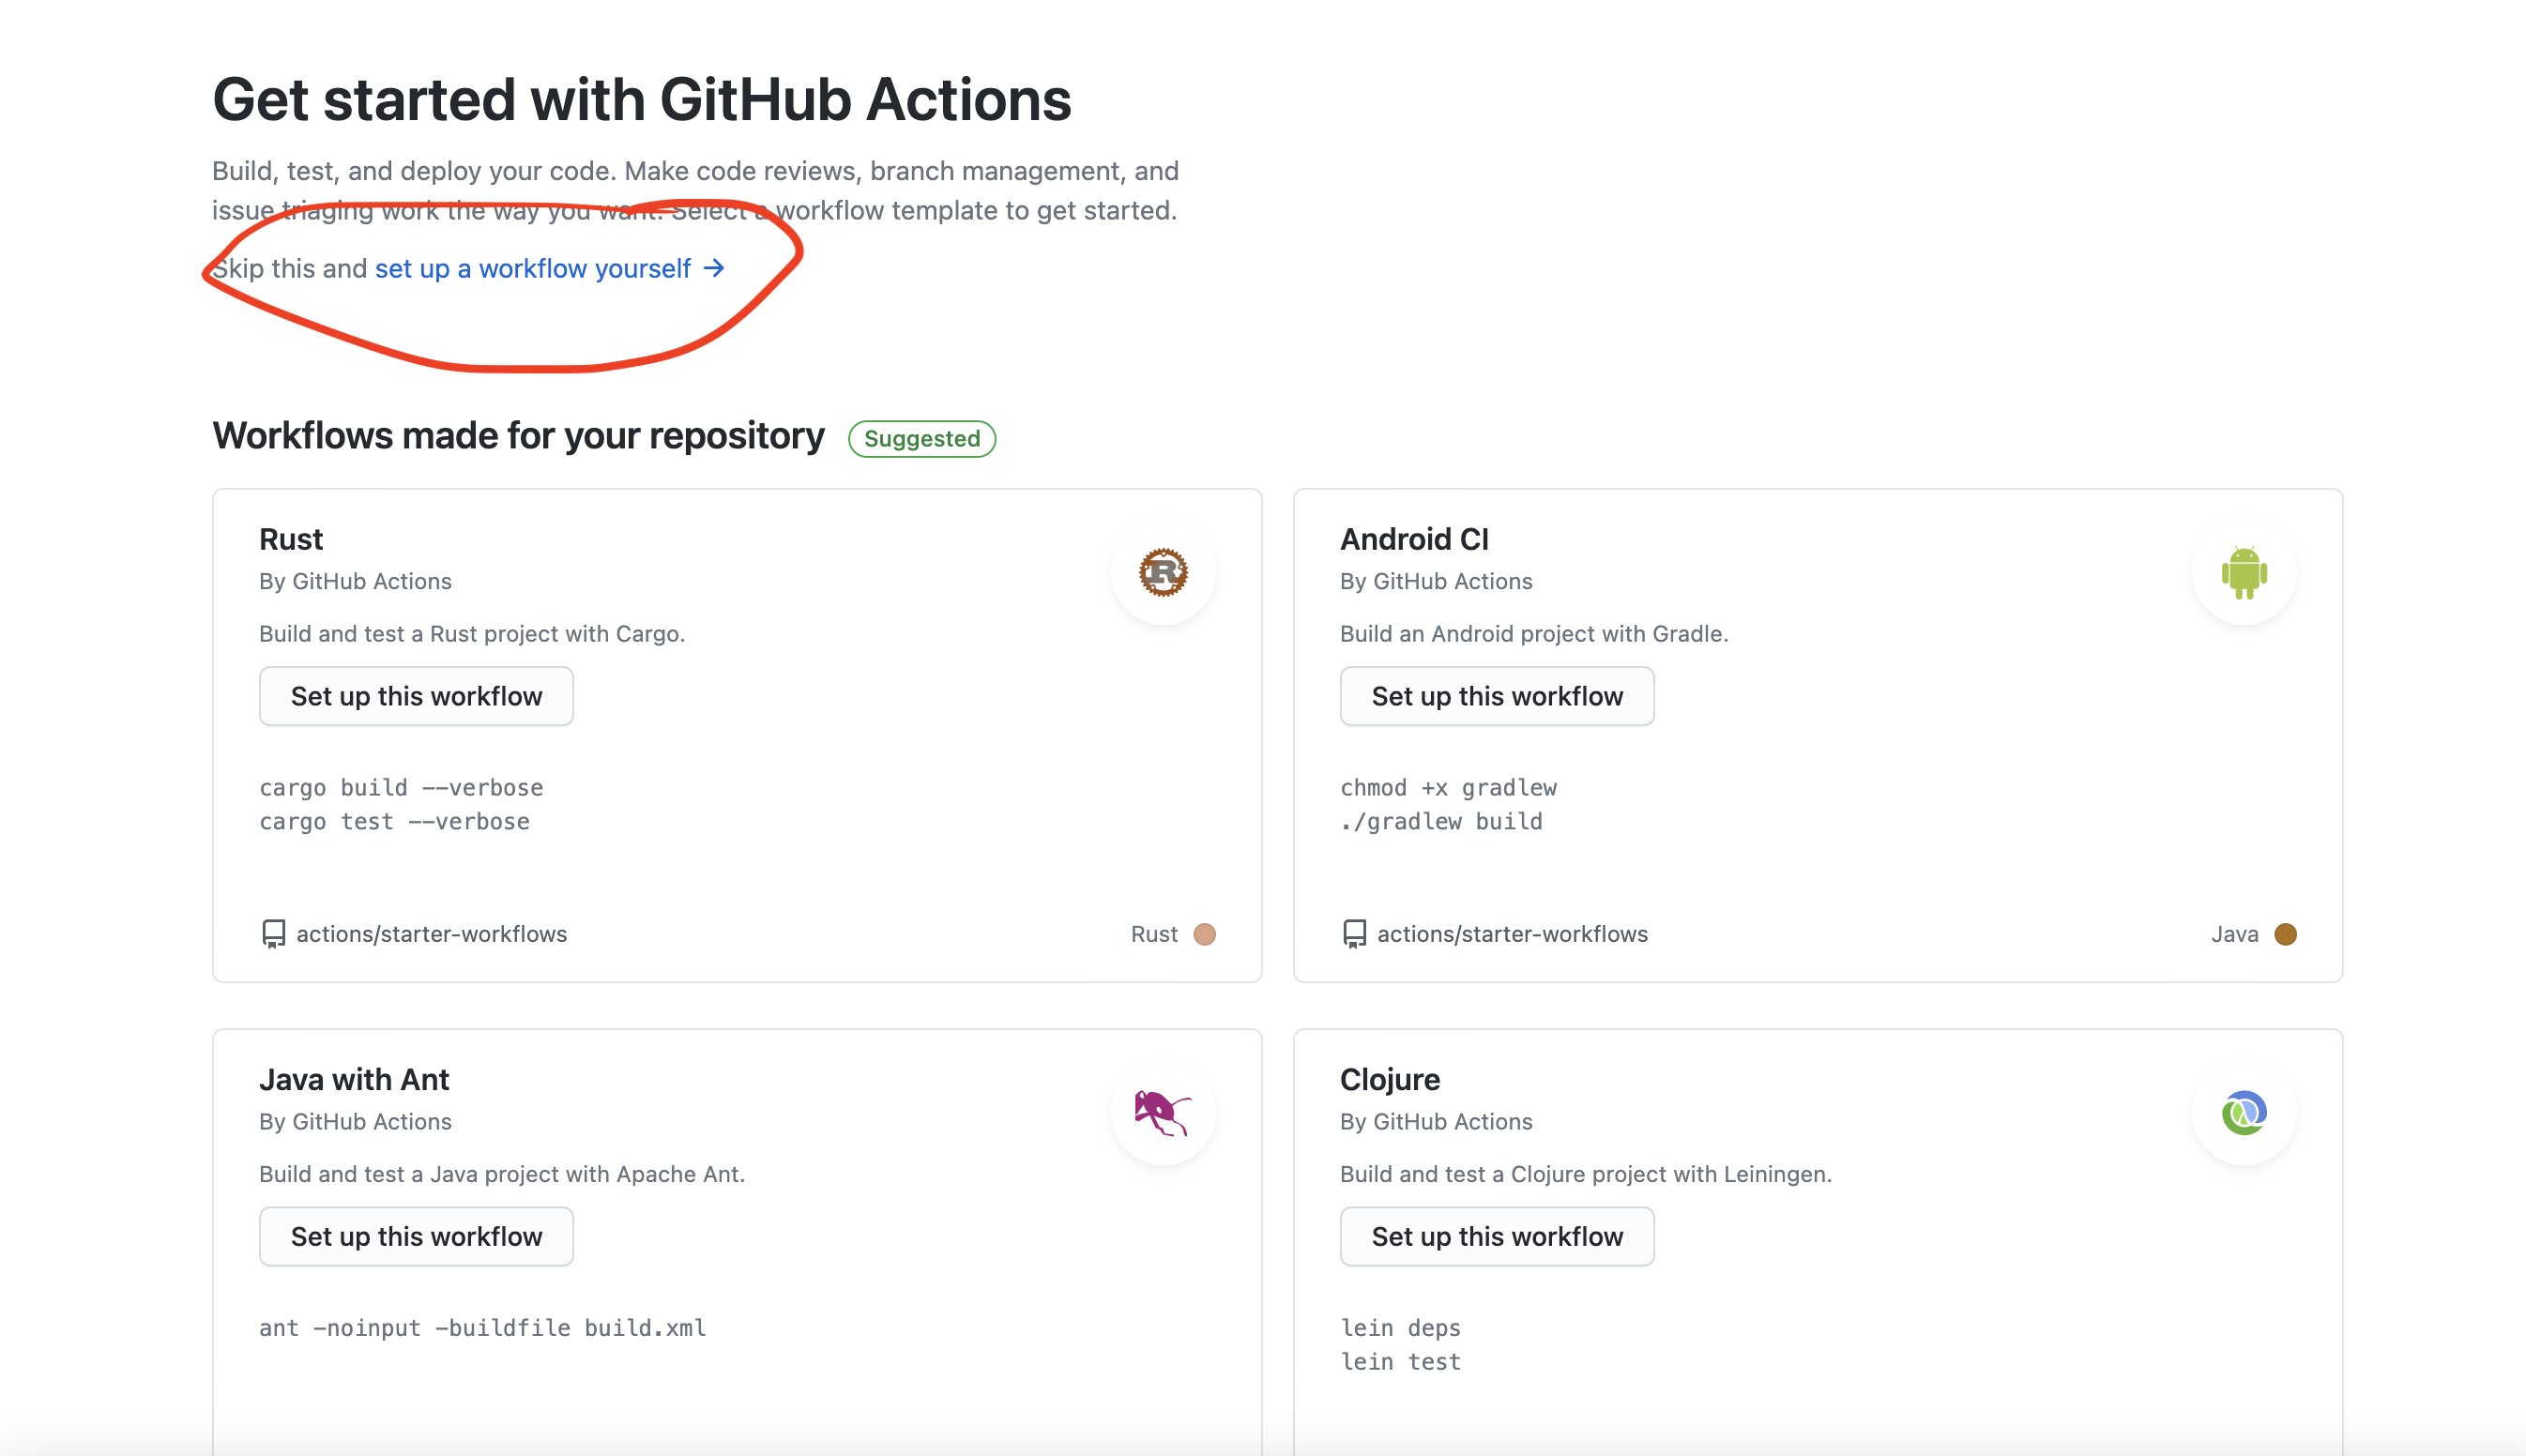 Get started with GitHub Actions
Build, test, and deploy your code. Make code reviews, branch management, and
issue triaging work the way you want. Select a workflow template to get started.
Skip this and set up a workflow yourself →
Workflows made for your repository Suggested
Rust
By GitHub Actions
Build and test a Rust project with Cargo.
Set up this workflow
cargo build --verbose
cargo test --verbose
actions/starter-workflows Rust
Android CI
By GitHub Actions
Build an Android project with Gradle.
Set up this workflow
chmod +x gradlew
./gradlew build
actions/starter-workflows Java
Java with Ant
By GitHub Actions
Build and test a Java project with Apache Ant.
Set up this workflow
ant -noinput -buildfile build.xml
Clojure
By GitHub Actions
Build and test a Clojure project with Leiningen.
Set up this workflow
lein deps
lein test